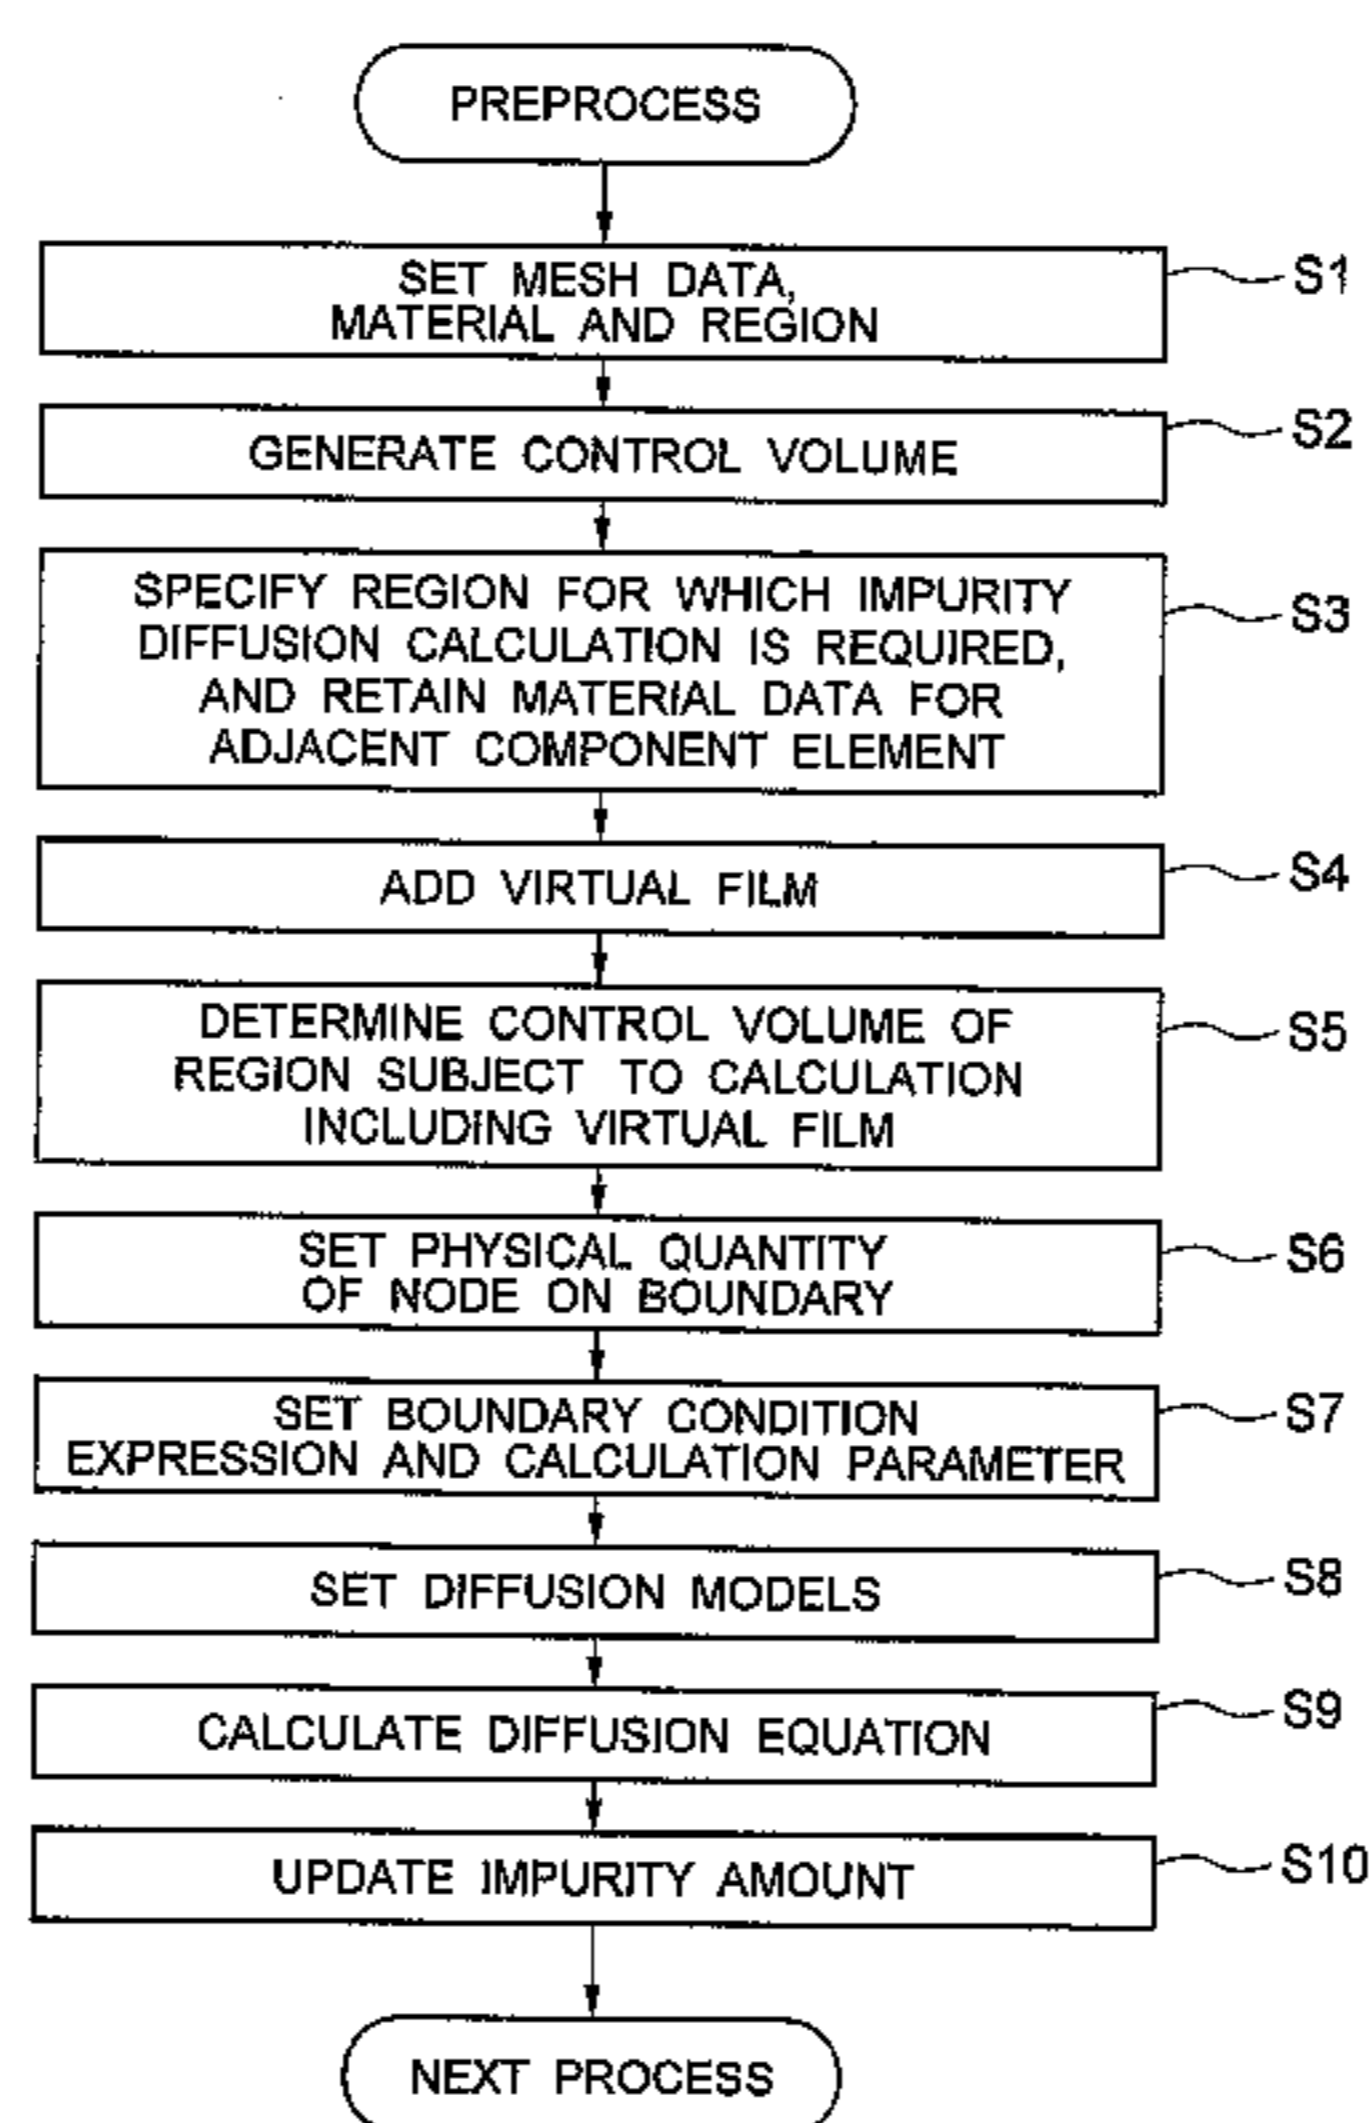 PREPROCESS
SET MESH DATA,
MATERIAL AND REGION
S1
GENERATE CONTROL VOLUME
S2
SPECIFY REGION FOR WHICH IMPURITY
DIFFUSION CALCULATION IS REQUIRED,
AND RETAIN MATERIAL DATA FOR
ADJACENT COMPONENT ELEMENT
S3
ADD VIRTUAL FILM
S4
DETERMINE CONTROL VOLUME OF
REGION SUBJECT TO CALCULATION
INCLUDING VIRTUAL FILM
S5
SET PHYSICAL QUANTITY
OF NODE ON BOUNDARY
S6
SET BOUNDARY CONDITION
EXPRESSION AND CALCULATION PARAMETER
S7
SET DIFFUSION MODELS
S8
CALCULATE DIFFUSION EQUATION
S9
UPDATE IMPURITY AMOUNT
S10
NEXT PROCESS